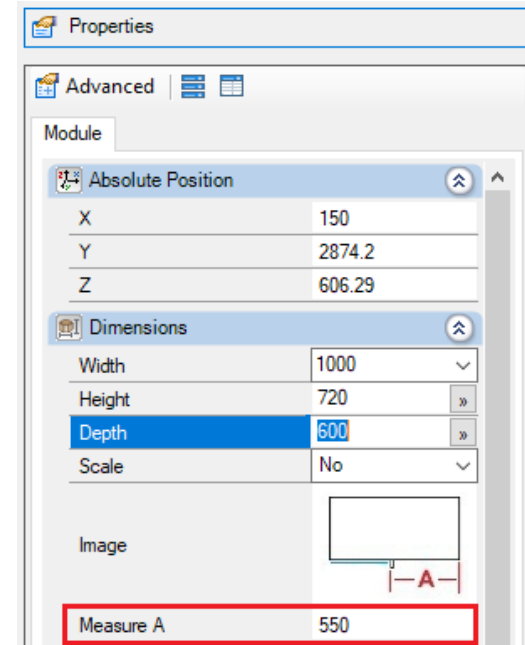 Properties
Advanced
Module
Absolute Position
X 150
Y 2874.2
Z 606.29
Dimensions
Width 1000
Height 720 »
Depth 600 »
Scale No
Image A
Measure A 550